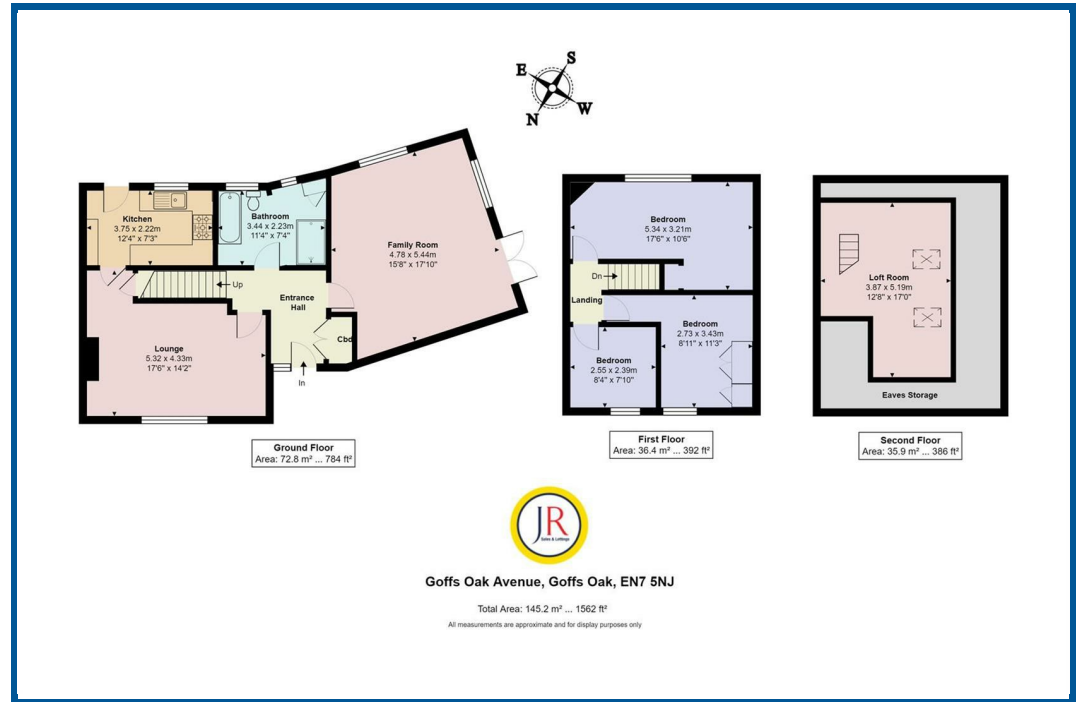 S
E
W
N
Kitchen
3.75 x 2.22m
12'4" x 7'3"
Bathroom
3.44 x 2.23m
11'4" x 7'4"
Family Room
4.78 x 5.44m
15'8" x 17'10"
Up
Entrance
Hall
Cbd
Lounge
5.32 x 4.33m
17'6" x 14'2"
In
Ground Floor
Area: 72.8 m² ... 784 ft²
Bedroom
5.34 x 3.21m
17'6" x 10'6"
Dn
Landing
Bedroom
2.73 x 3.43m
8'11" x 11'3"
Bedroom
2.55 x 2.39m
8'4" x 7'10"
First Floor
Area: 36.4 m² ... 392 ft²
Loft Room
3.87 x 5.19m
12'8" x 17'0"
Eaves Storage
Second Floor
Area: 35.9 m² ... 386 ft²
JR
Sales & Lettings
Goffs Oak Avenue, Goffs Oak, EN7 5NJ
Total Area: 145.2 m² ... 1562 ft²
All measurements are approximate and for display purposes only